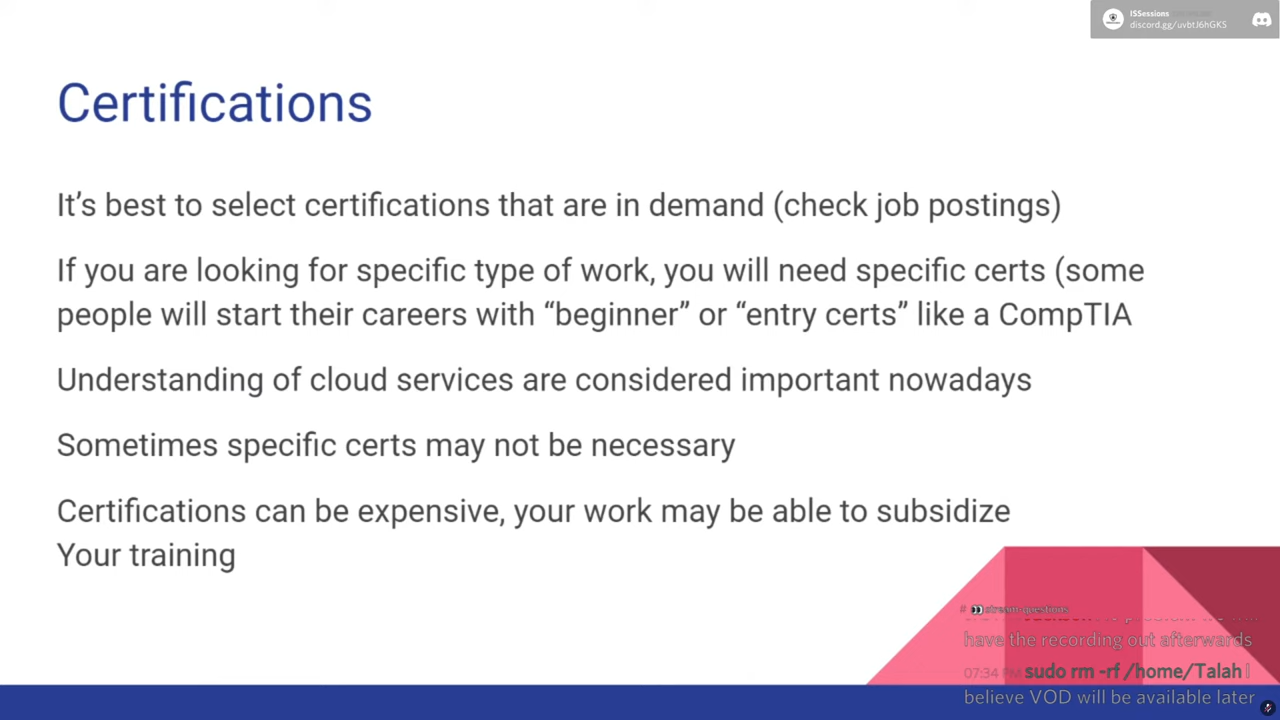 ISSessions
discord.gg/uvbtJ6hGKS
Certifications
It’s best to select certifications that are in demand (check job postings)
If you are looking for specific type of work, you will need specific certs (some
people will start their careers with “beginner” or “entry certs” like a CompTIA
Understanding of cloud services are considered important nowadays
Sometimes specific certs may not be necessary
Certifications can be expensive, your work may be able to subsidize
Your training
# 👀stream-questions
have the recording out afterwards
07:34 PM sudo rm -rf /home/Talah I
believe VOD will be available later